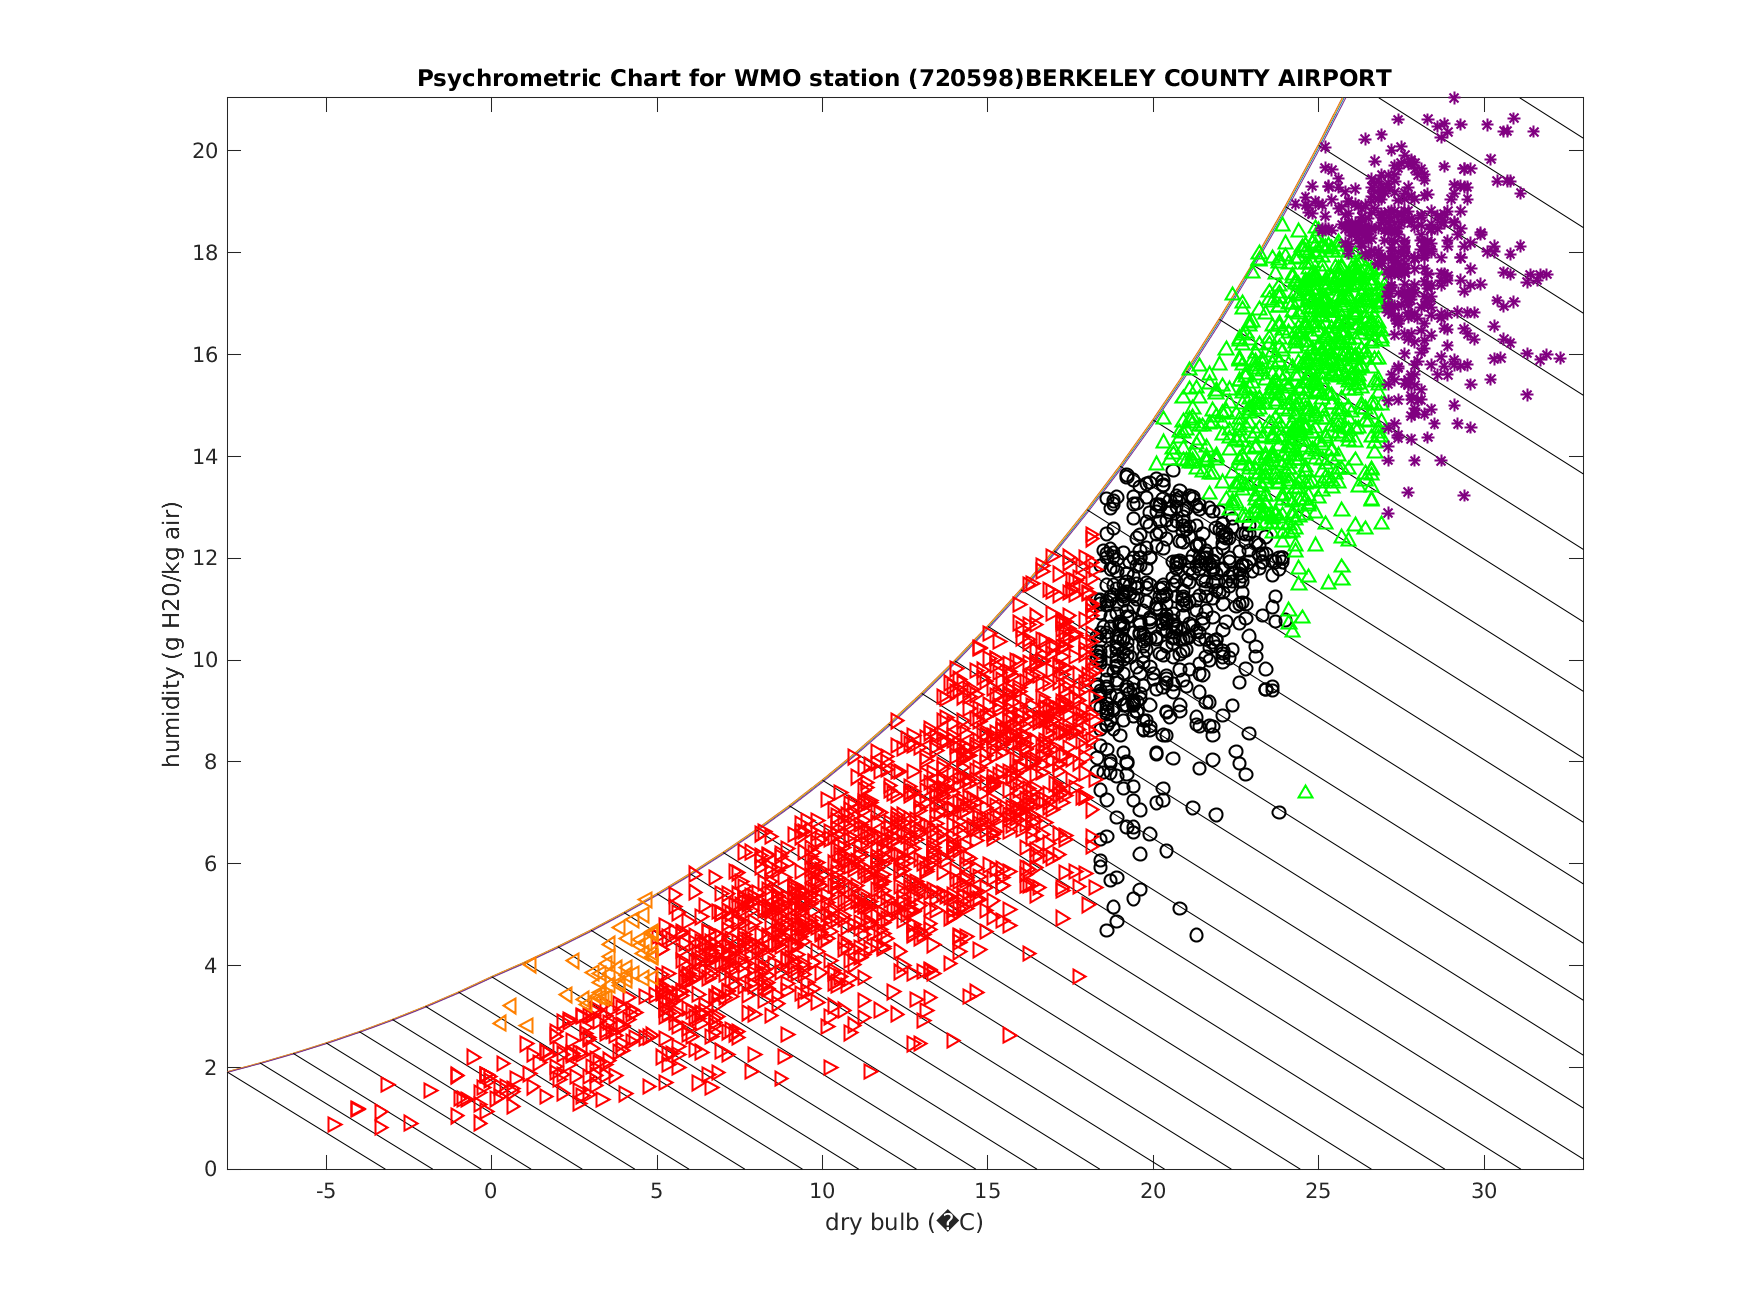 Psychrometric Chart for WMO station (720598)BERKELEY COUNTY AIRPORT
20
18
16
14
12
10
8
6
4
2
0
humidity (g H20/kg air)
-5 0 5 10 15 20 25 30
dry bulb (�C)